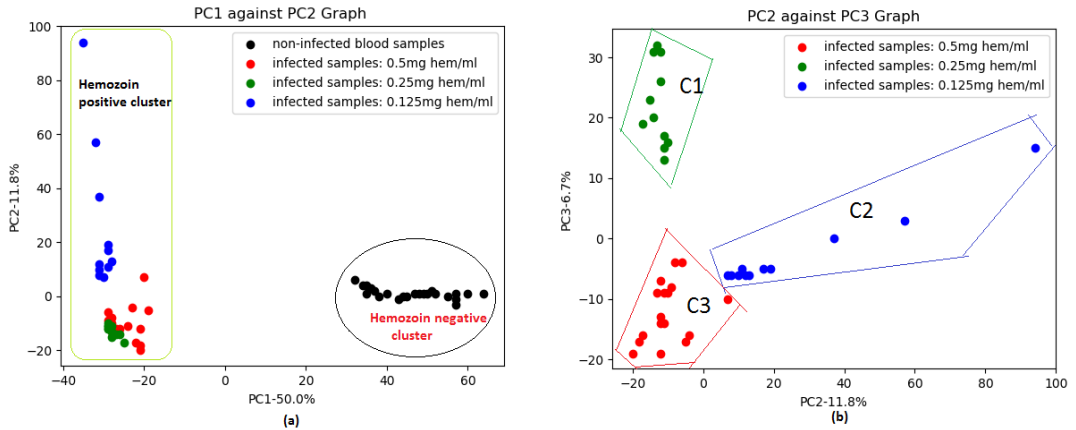 PC1 against PC2 Graph
100
80
60
40
20
0
−20
PC2-11.8%
Hemozoin
positive cluster
non-infected blood samples
infected samples: 0.5mg hem/ml
infected samples: 0.25mg hem/ml
infected samples: 0.125mg hem/ml
Hemozoin negative
cluster
−40
−20
0
20
40
60
PC1-50.0%
(a)
PC2 against PC3 Graph
30
20
10
0
−10
−20
PC3-6.7%
infected samples: 0.5mg hem/ml
infected samples: 0.25mg hem/ml
infected samples: 0.125mg hem/ml
C1
C2
C3
−20
0
20
40
60
80
100
PC2-11.8%
(b)